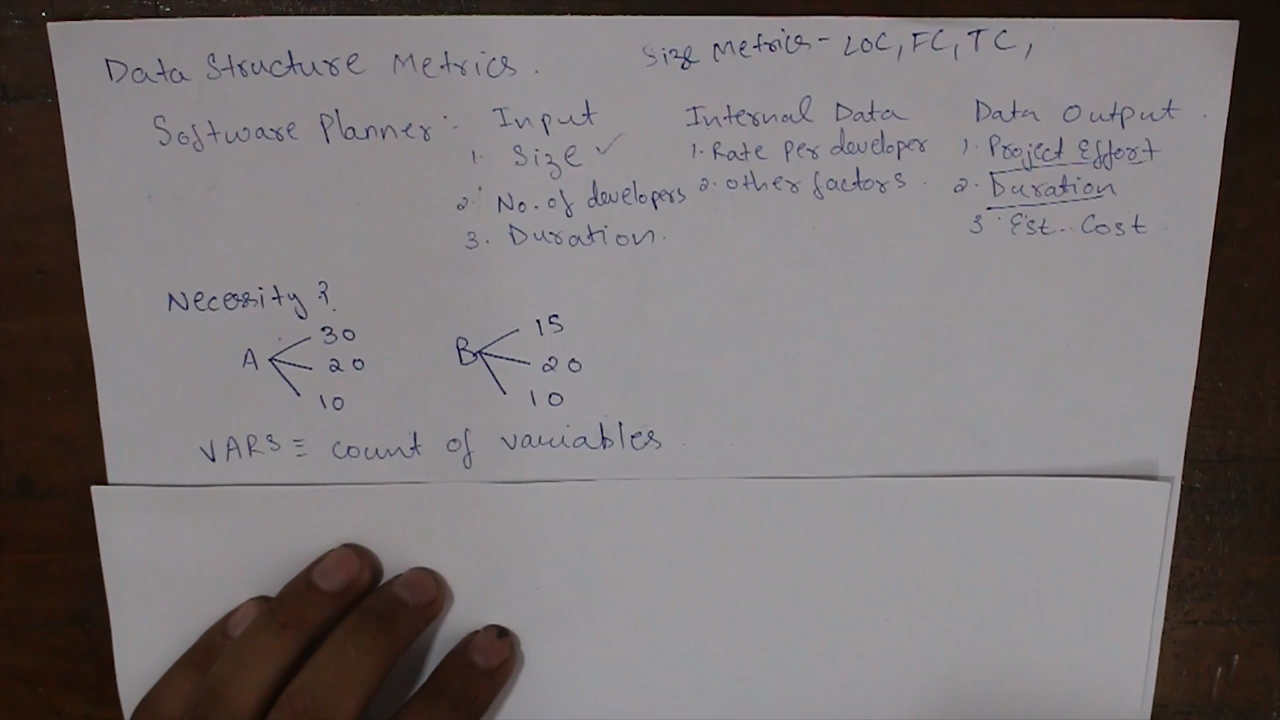 Data Structure Metrics.
Size Metrics - LOC, FC, TC,
Software Planner:
Input
1. Size ✓
2. No. of developers
3. Duration.
Internal Data
1. Rate Per developer
2. other factors.
Data Output.
1. Project Effort
2. Duration
3. Est. Cost
Necessity?
A
30
20
10
B
15
20
10
VARS ≡ count of variables.